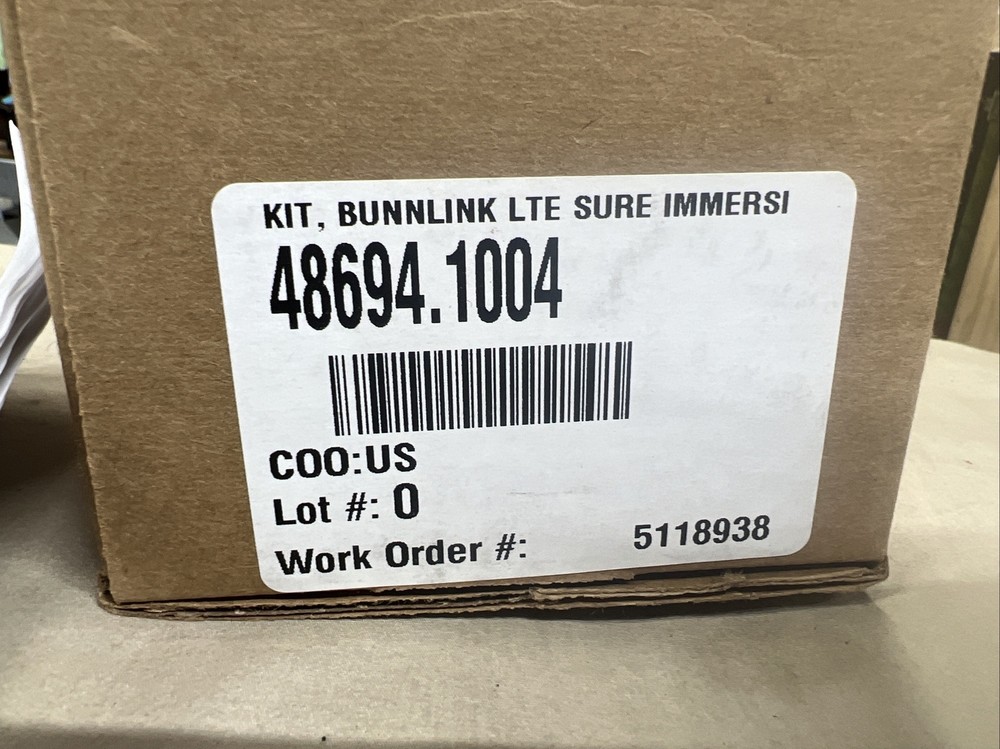 KIT, BUNNLINK LTE SURE IMMERSI
48694.1004
COO:US
Lot #: 0
Work Order #: 5118938